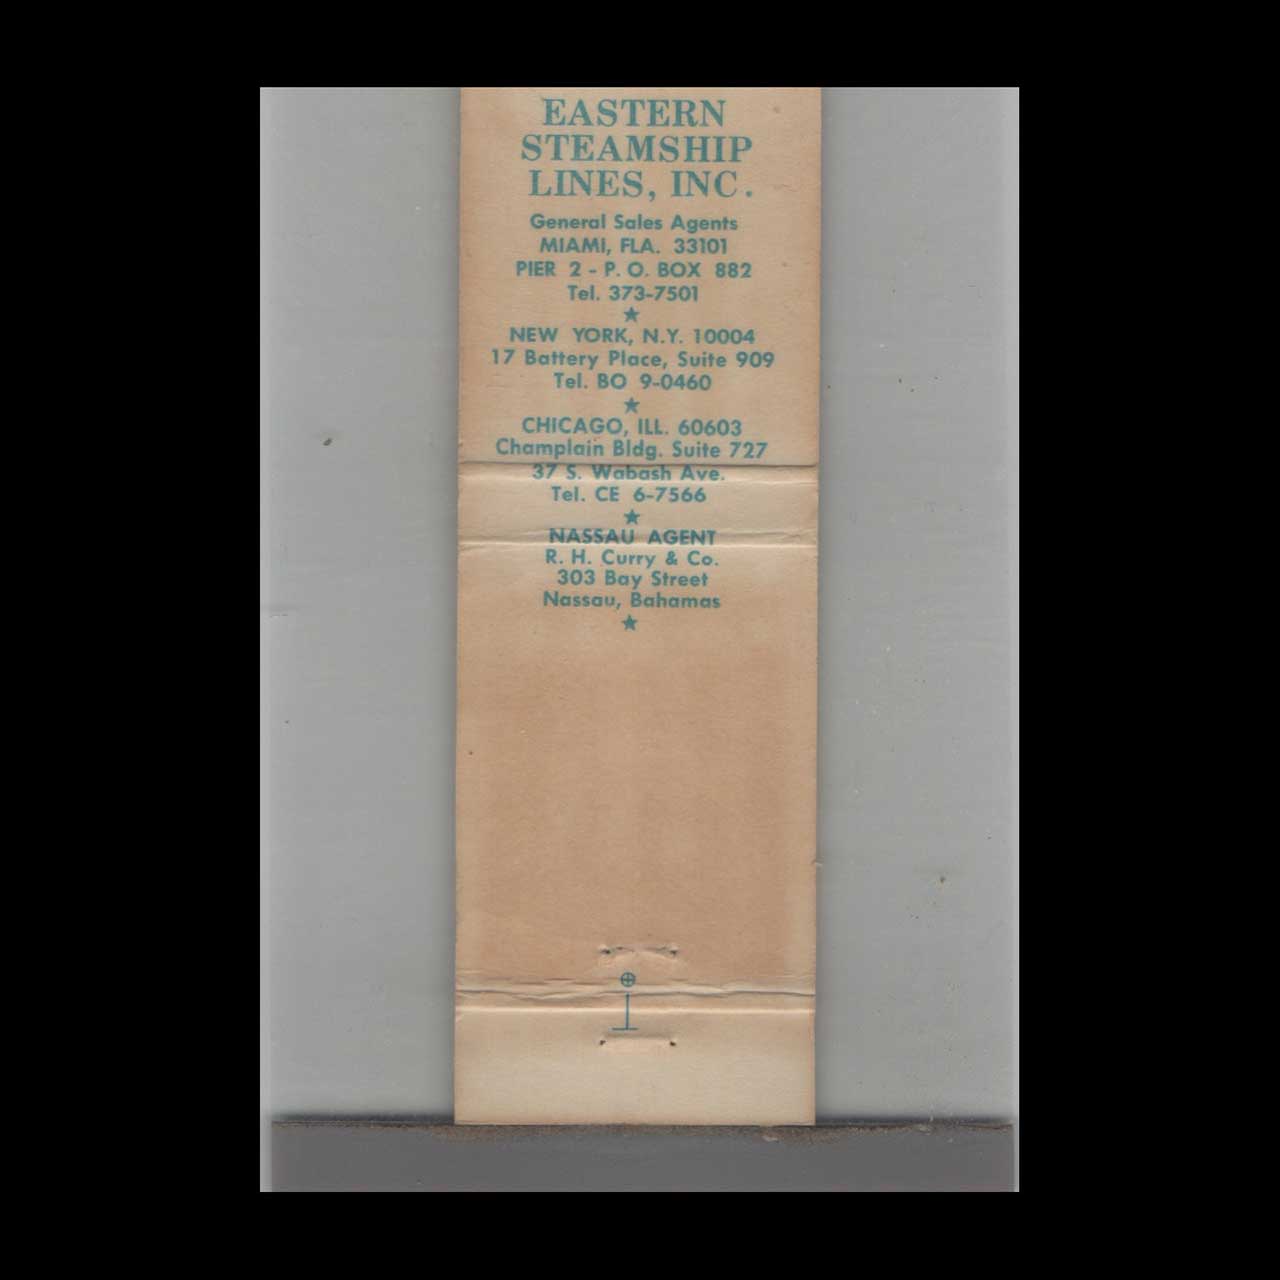 EASTERN
STEAMSHIP
LINES, INC.
General Sales Agents
MIAMI, FLA. 33101
PIER 2 - P. O. BOX 882
Tel. 373-7501
★
NEW YORK, N.Y. 10004
17 Battery Place, Suite 909
Tel. BO 9-0460
★
CHICAGO, ILL. 60603
Champlain Bldg. Suite 727
37 S. Wabash Ave.
Tel. CE 6-7566
★
NASSAU AGENT
R. H. Curry & Co.
303 Bay Street
Nassau, Bahamas
★